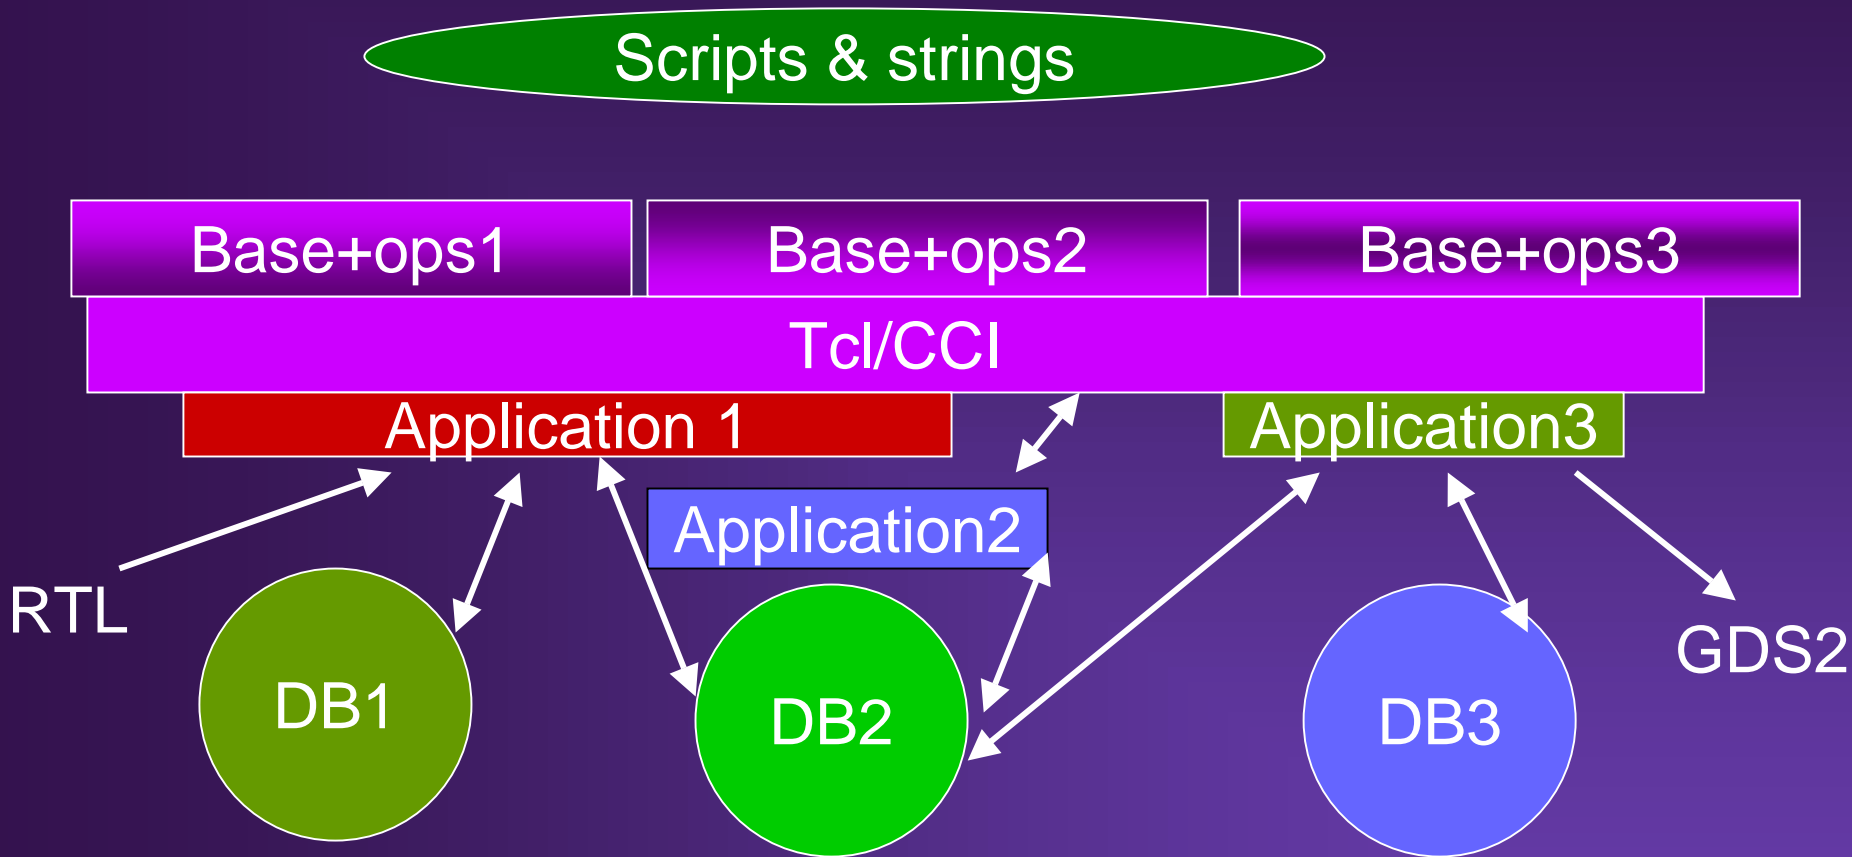 Scripts & strings
Base+ops1
Base+ops2
Base+ops3
Tcl/CCI
Application 1
Application3
Application2
RTL
GDS2
DB1
DB2
DB3